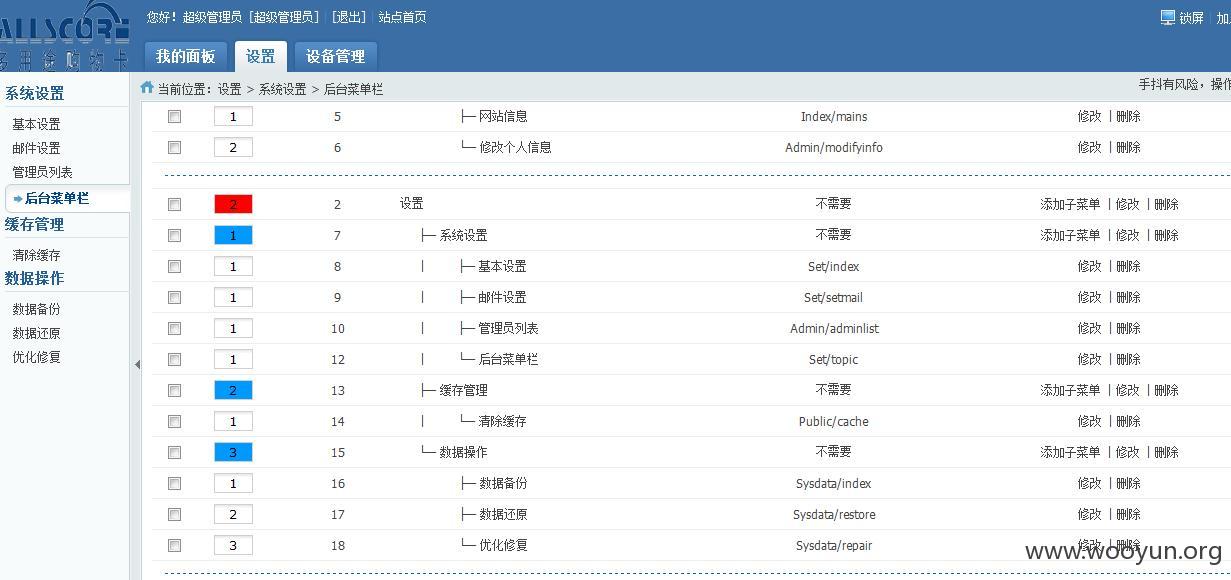 ALLSCORE
多用途购物卡
您好！超级管理员 [超级管理员] | [退出] | 站点首页
锁屏 | 加
我的面板 设置 设备管理
当前位置：设置 > 系统设置 > 后台菜单栏
手抖有风险，操作
系统设置
基本设置
邮件设置
管理员列表
后台菜单栏
缓存管理
清除缓存
数据操作
数据备份
数据还原
优化修复
1 5 ├─ 网站信息 Index/mains 修改 | 删除
2 6 └─ 修改个人信息 Admin/modifyinfo 修改 | 删除
2 2 设置 不需要 添加子菜单 | 修改 | 删除
1 7 ├─ 系统设置 不需要 添加子菜单 | 修改 | 删除
1 8 │ ├─ 基本设置 Set/index 修改 | 删除
1 9 │ ├─ 邮件设置 Set/setmail 修改 | 删除
1 10 │ ├─ 管理员列表 Admin/adminlist 修改 | 删除
1 12 │ └─ 后台菜单栏 Set/topic 修改 | 删除
2 13 ├─ 缓存管理 不需要 添加子菜单 | 修改 | 删除
1 14 │ └─ 清除缓存 Public/cache 修改 | 删除
3 15 └─ 数据操作 不需要 添加子菜单 | 修改 | 删除
1 16 ├─ 数据备份 Sysdata/index 修改 | 删除
2 17 ├─ 数据还原 Sysdata/restore 修改 | 删除
3 18 └─ 优化修复 Sysdata/repair 修改 | 删除
www.wooyun.org